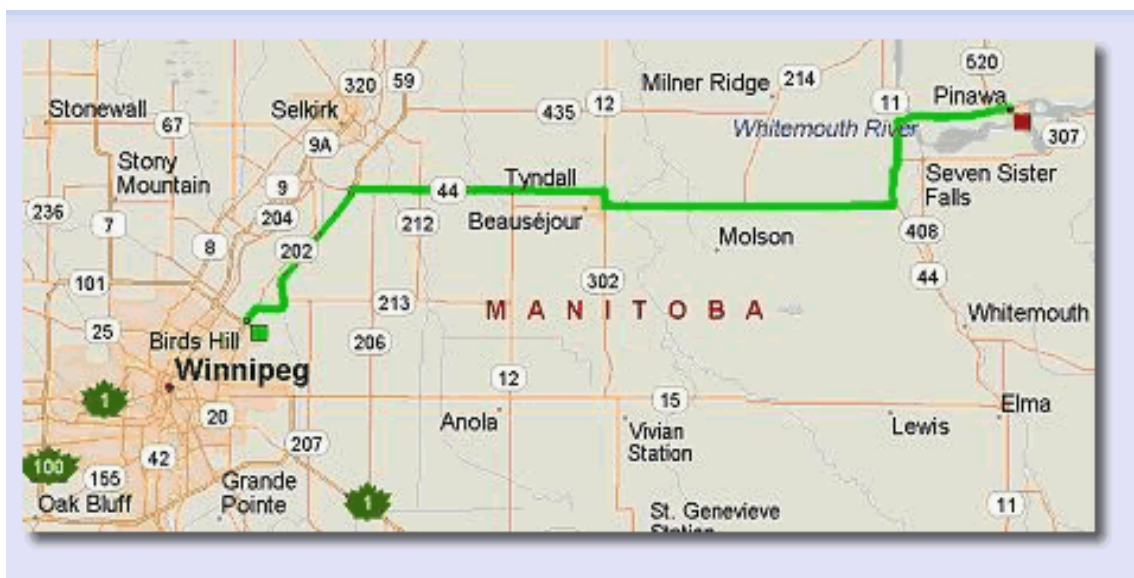 320
59
Milner Ridge
214
520
Stonewall
Selkirk
435
12
11
Pinawa
67
Whitemouth River
307
9A
Stony
Mountain
9
44
Tyndall
Seven Sister
Falls
236
7
204
212
Beauséjour
408
8
202
Molson
44
101
302
213
MANITOBA
Whitemouth
25
Birds Hill
206
Winnipeg
12
1
15
Elma
20
Anola
Vivian
Station
Lewis
207
42
100
155
Grande
Pointe
1
11
Oak Bluff
St. Genevieve
Station